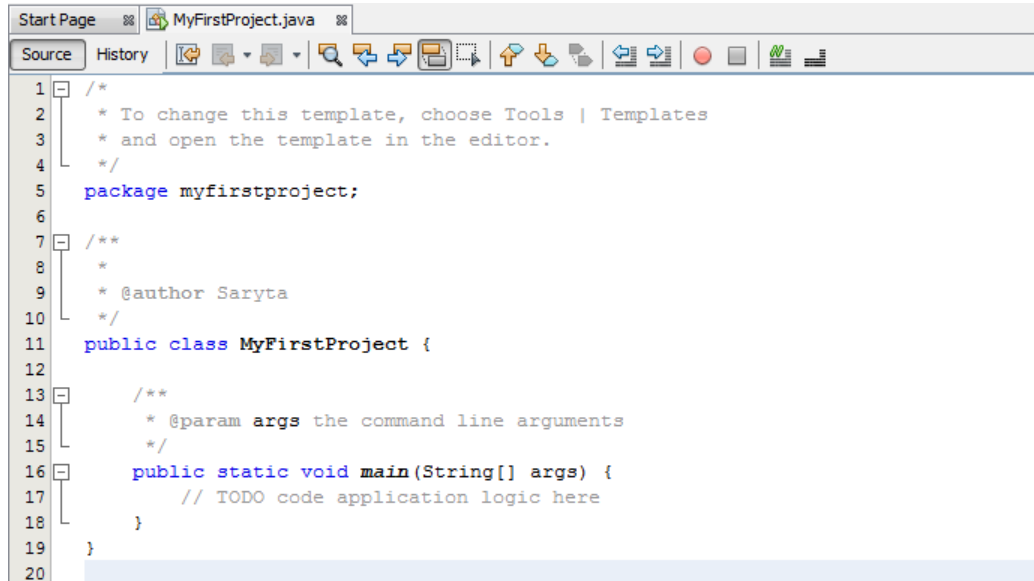 Start Page MyFirstProject.java
Source History
1 /*
2 * To change this template, choose Tools | Templates
3 * and open the template in the editor.
4 */
5 package myfirstproject;
6
7 /**
8 *
9 * @author Saryta
10 */
11 public class MyFirstProject {
12
13 /**
14 * @param args the command line arguments
15 */
16 public static void main(String[] args) {
17 // TODO code application logic here
18 }
19 }
20